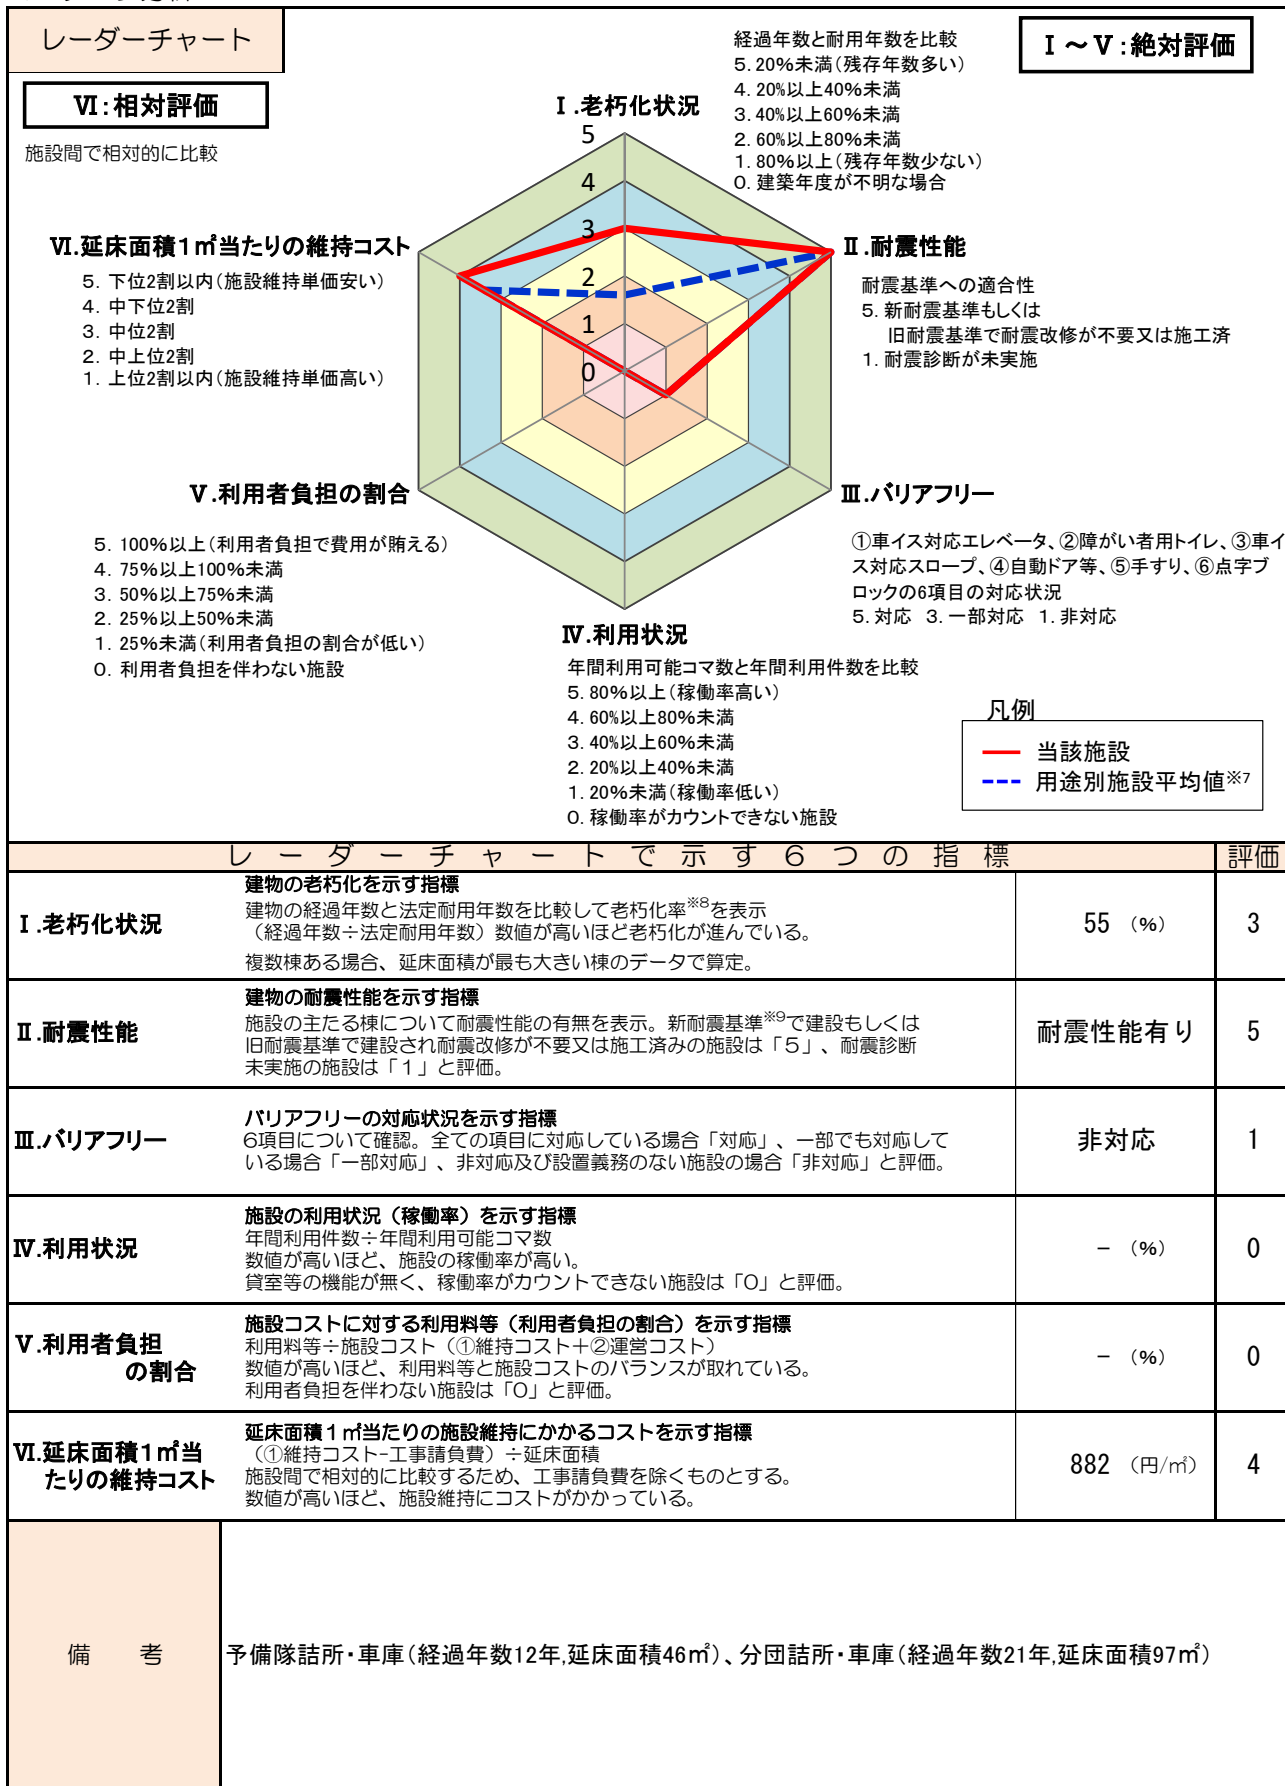 レーダーチャート
Ⅰ～Ⅴ：絶対評価
Ⅵ：相対評価
施設間で相対的に比較
Ⅰ.老朽化状況
経過年数と耐用年数を比較
5. 20%未満（残存年数多い）
4. 20%以上40%未満
3. 40%以上60%未満
2. 60%以上80%未満
1. 80%以上（残存年数少ない）
0. 建築年度が不明な場合
5
4
3
2
1
0
Ⅱ.耐震性能
耐震基準への適合性
5. 新耐震基準もしくは
旧耐震基準で耐震改修が不要又は施工済
1. 耐震診断が未実施
Ⅵ.延床面積1㎡当たりの維持コスト
5. 下位2割以内（施設維持単価安い）
4. 中下位2割
3. 中位2割
2. 中上位2割
1. 上位2割以内（施設維持単価高い）
Ⅴ.利用者負担の割合
5. 100%以上（利用者負担で費用が賄える）
4. 75%以上100%未満
3. 50%以上75%未満
2. 25%以上50%未満
1. 25%未満（利用者負担の割合が低い）
0. 利用者負担を伴わない施設
Ⅲ.バリアフリー
①車イス対応エレベータ、②障がい者用トイレ、③車イ
ス対応スロープ、④自動ドア等、⑤手すり、⑥点字ブ
ロックの6項目の対応状況
5. 対応 3. 一部対応 1. 非対応
Ⅳ.利用状況
年間利用可能コマ数と年間利用件数を比較
5. 80%以上（稼働率高い）
4. 60%以上80%未満
3. 40%以上60%未満
2. 20%以上40%未満
1. 20%未満（稼働率低い）
0. 稼働率がカウントできない施設
凡例
当該施設
用途別施設平均値※7
レーダーチャートで示す6つの指標 評価
Ⅰ.老朽化状況
建物の老朽化を示す指標
建物の経過年数と法定耐用年数を比較して老朽化率※8を表示
（経過年数÷法定耐用年数）数値が高いほど老朽化が進んでいる。
複数棟ある場合、延床面積が最も大きい棟のデータで算定。
55 （%） 3
Ⅱ.耐震性能
建物の耐震性能を示す指標
施設の主たる棟について耐震性能の有無を表示。新耐震基準※9で建設もしくは
旧耐震基準で建設され耐震改修が不要又は施工済みの施設は「5」、耐震診断
未実施の施設は「1」と評価。
耐震性能有り 5
Ⅲ.バリアフリー
バリアフリーの対応状況を示す指標
6項目について確認。全ての項目に対応している場合「対応」、一部でも対応して
いる場合「一部対応」、非対応及び設置義務のない施設の場合「非対応」と評価。
非対応 1
Ⅳ.利用状況
施設の利用状況（稼働率）を示す指標
年間利用件数÷年間利用可能コマ数
数値が高いほど、施設の稼働率が高い。
貸室等の機能が無く、稼働率がカウントできない施設は「0」と評価。
－ （%） 0
Ⅴ.利用者負担
の割合
施設コストに対する利用料等（利用者負担の割合）を示す指標
利用料等÷施設コスト（①維持コスト＋②運営コスト）
数値が高いほど、利用料等と施設コストのバランスが取れている。
利用者負担を伴わない施設は「0」と評価。
－ （%） 0
Ⅵ.延床面積1㎡当
たりの維持コスト
延床面積1㎡当たりの施設維持にかかるコストを示す指標
（①維持コスト-工事請負費）÷延床面積
施設間で相対的に比較するため、工事請負費を除くものとする。
数値が高いほど、施設維持にコストがかかっている。
882 （円/㎡） 4
備 考
予備隊詰所・車庫（経過年数12年,延床面積46㎡）、分団詰所・車庫（経過年数21年,延床面積97㎡）